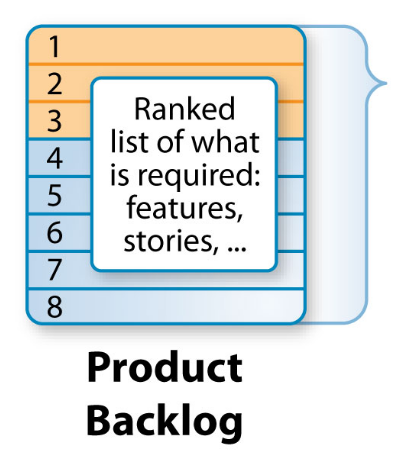 1
2
3
4
5
6
7
8
Ranked
list of what
is required:
features,
stories, ...
Product
Backlog